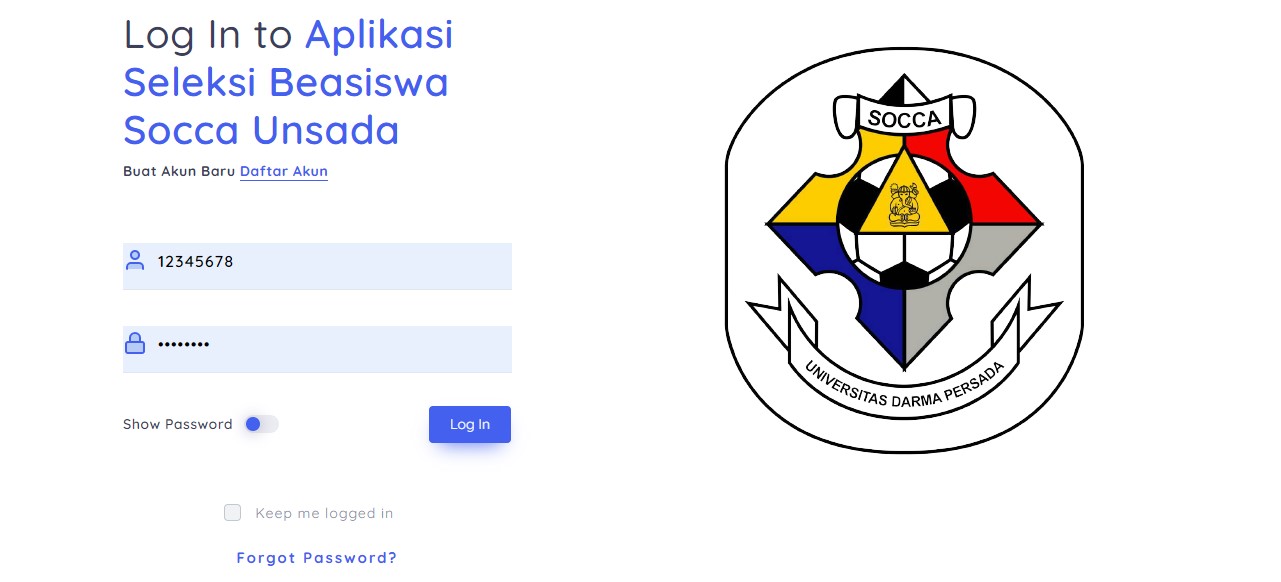 Log In to Aplikasi
Seleksi Beasiswa
Socca Unsada
Buat Akun Baru Daftar Akun
12345678
••••••••
Show Password
Log In
Keep me logged in
Forgot Password?
SOCCA
UNIVERSITAS DARMA PERSADA